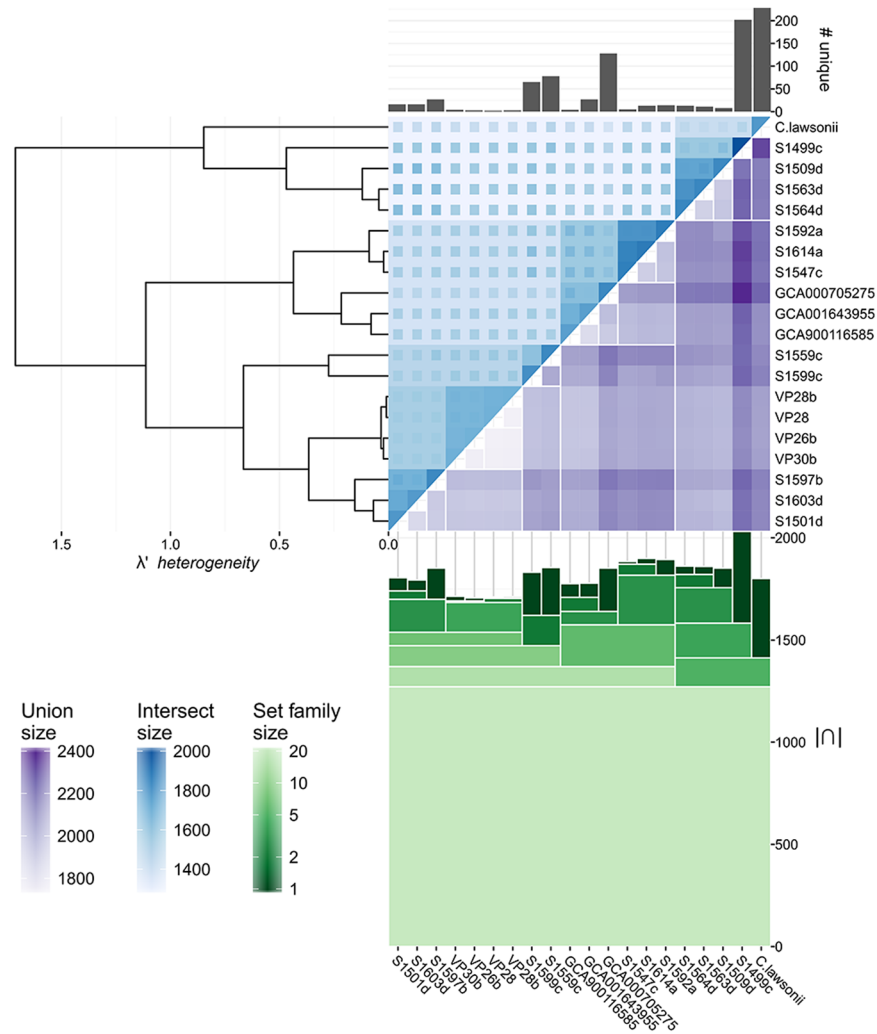 200
150
100
50
0
# unique
C.lawsonii
S1499c
S1509d
S1563d
S1564d
S1592a
S1614a
S1547c
GCA000705275
GCA001643955
GCA900116585
S1559c
S1599c
VP28b
VP28
VP26b
VP30b
S1597b
S1603d
S1501d
1.5 1.0 0.5 0.0
λ' heterogeneity
2000
1500
1000
500
0
|∩|
Union size
2400
2200
2000
1800
Intersect size
2000
1800
1600
1400
Set family size
20
10
5
2
1
S1501d
S1603d
S1597b
VP30b
VP26b
VP28
VP28b
S1599c
S1559c
GCA900116585
GCA001643955
GCA000705275
S1547c
S1614a
S1592a
S1564d
S1563d
S1509d
S1499c
C.lawsonii